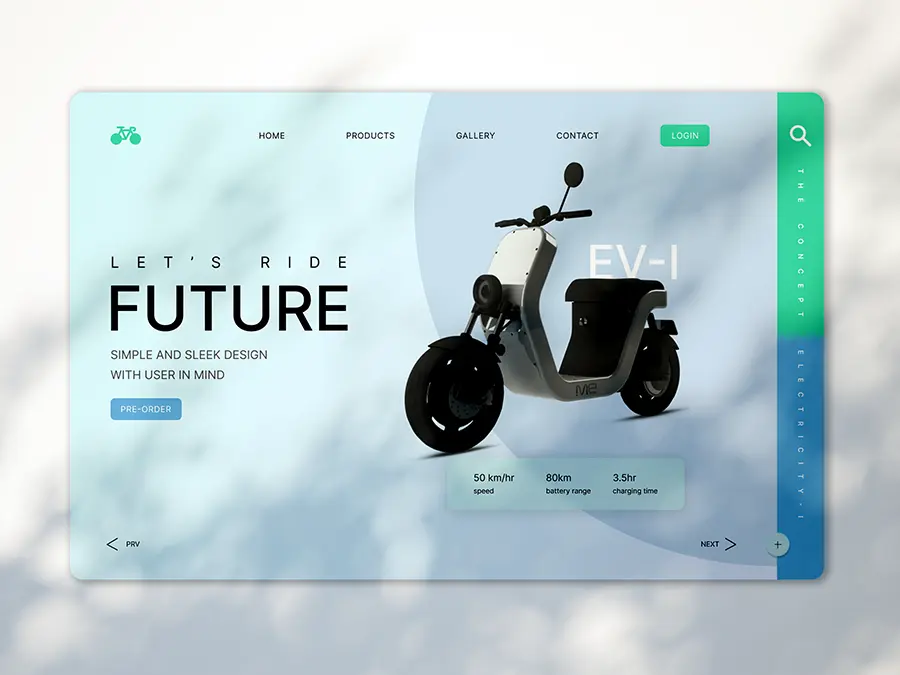 HOME
PRODUCTS
GALLERY
CONTACT
LOGIN
LET'S RIDE
FUTURE
SIMPLE AND SLEEK DESIGN
WITH USER IN MIND
PRE-ORDER
EV-I
M2
50 km/hr
speed
80km
battery range
3.5hr
charging time
< PRV
NEXT >
+
THE CONCEPT
ELECTRICITY-I